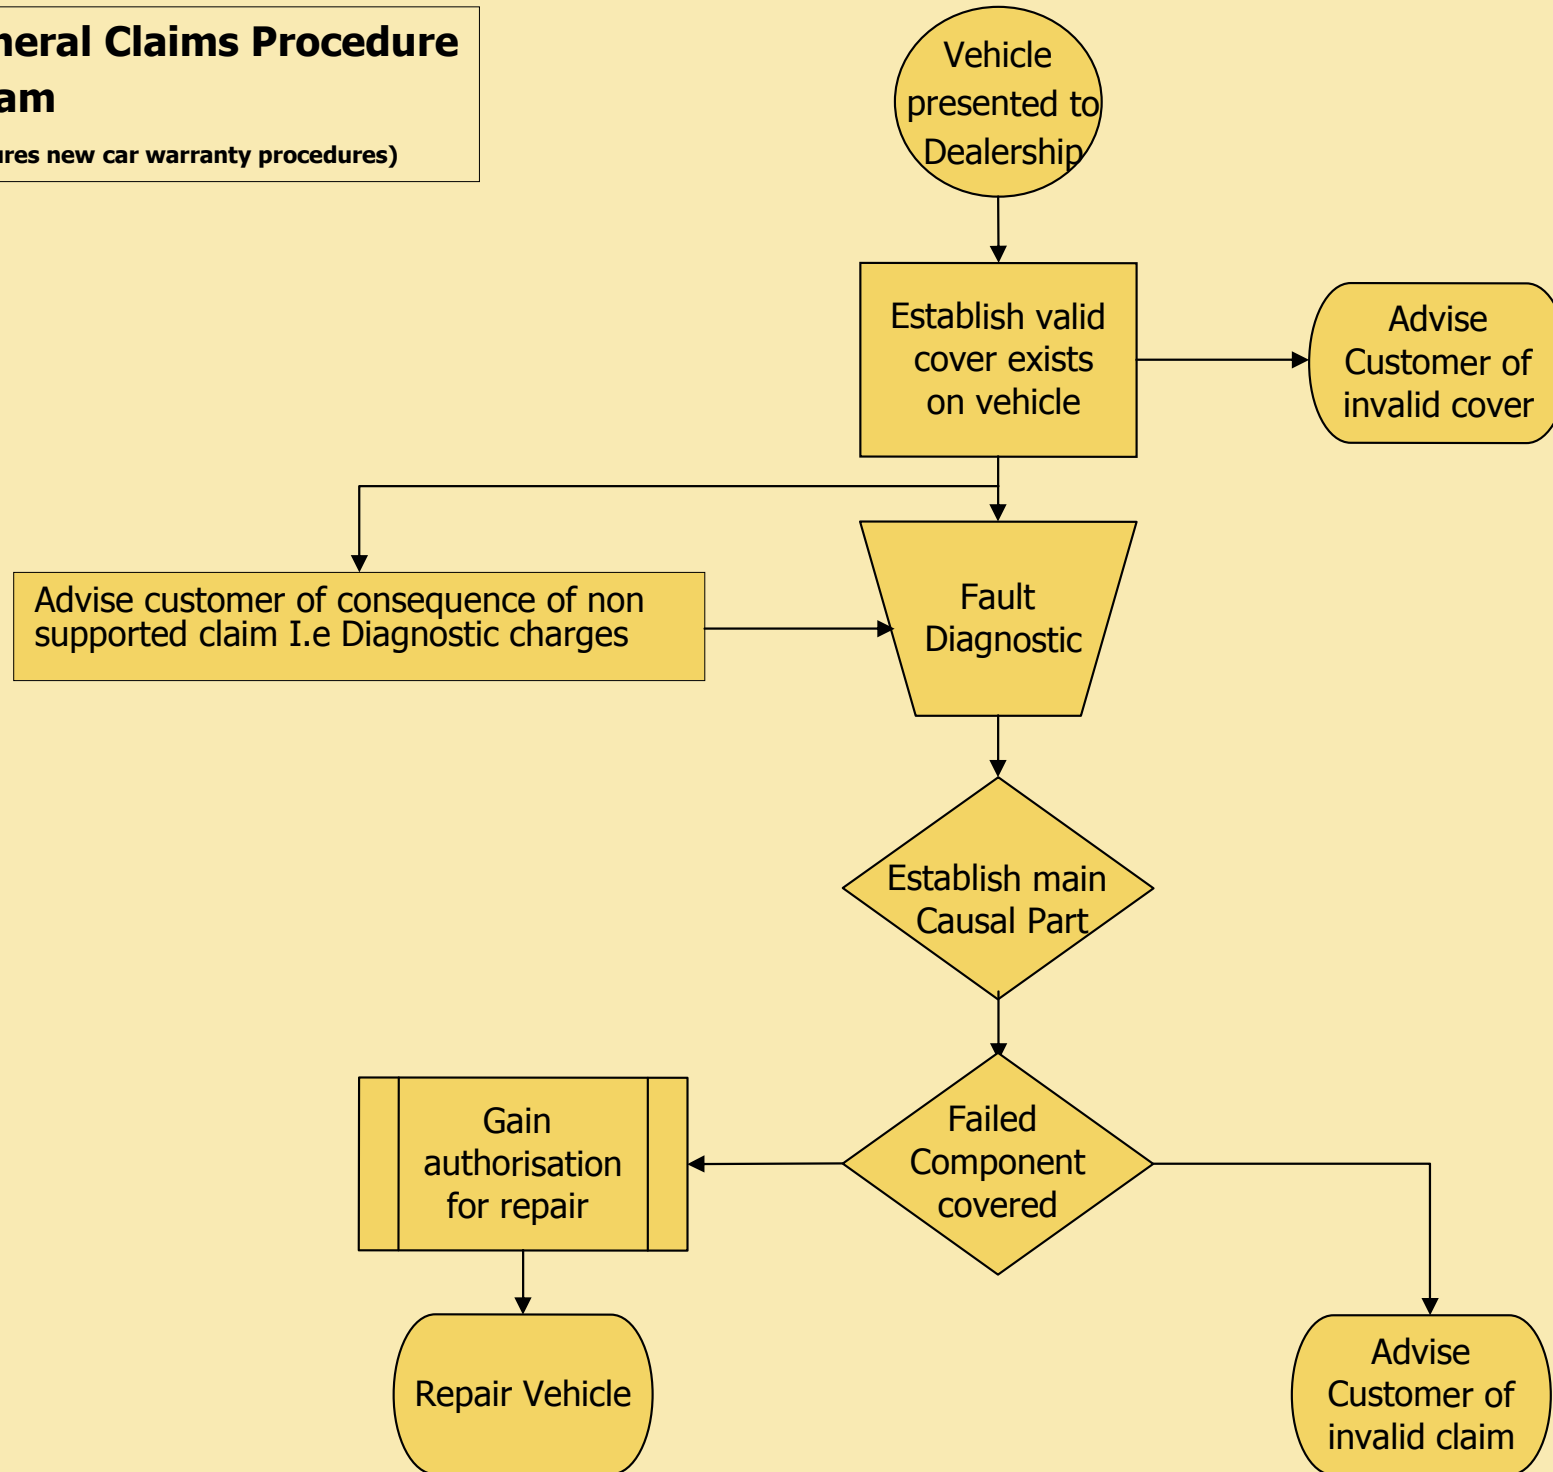 neral Claims Procedure
am
ures new car warranty procedures)
Vehicle
presented to
Dealership
Establish valid
cover exists
on vehicle
Advise
Customer of
invalid cover
Advise customer of consequence of non
supported claim I.e Diagnostic charges
Fault
Diagnostic
Establish main
Causal Part
Failed
Component
covered
Gain
authorisation
for repair
Repair Vehicle
Advise
Customer of
invalid claim